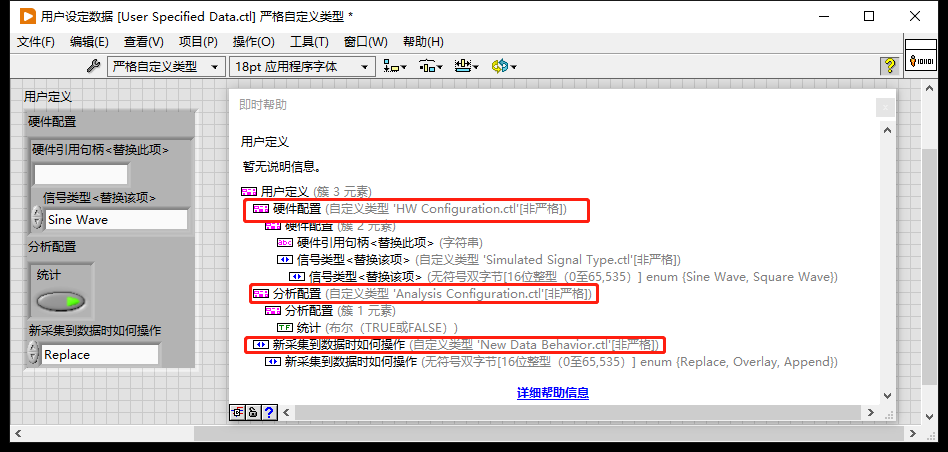 用户设定数据 [User Specified Data.ctl] 严格自定义类型 *
文件(F) 编辑(E) 查看(V) 项目(P) 操作(O) 工具(T) 窗口(W) 帮助(H)
严格自定义类型 18pt 应用程序字体
用户定义
硬件配置
硬件引用句柄<替换此项>
信号类型<替换该项>
Sine Wave
分析配置
统计
新采集到数据时如何操作
Replace
即时帮助
用户定义
暂无说明信息。
用户定义 (簇 3 元素)
硬件配置 (自定义类型 'HW Configuration.ctl'[非严格])
硬件配置 (簇 2 元素)
abc 硬件引用句柄<替换此项> (字符串)
信号类型<替换该项> (自定义类型 'Simulated Signal Type.ctl'[非严格])
信号类型<替换该项> (无符号双字节[16位整型（0至65,535）] enum {Sine Wave, Square Wave})
分析配置 (自定义类型 'Analysis Configuration.ctl'[非严格])
分析配置 (簇 1 元素)
TF 统计 (布尔（TRUE或FALSE）)
新采集到数据时如何操作 (自定义类型 'New Data Behavior.ctl'[非严格])
新采集到数据时如何操作 (无符号双字节[16位整型（0至65,535）] enum {Replace, Overlay, Append})
详细帮助信息